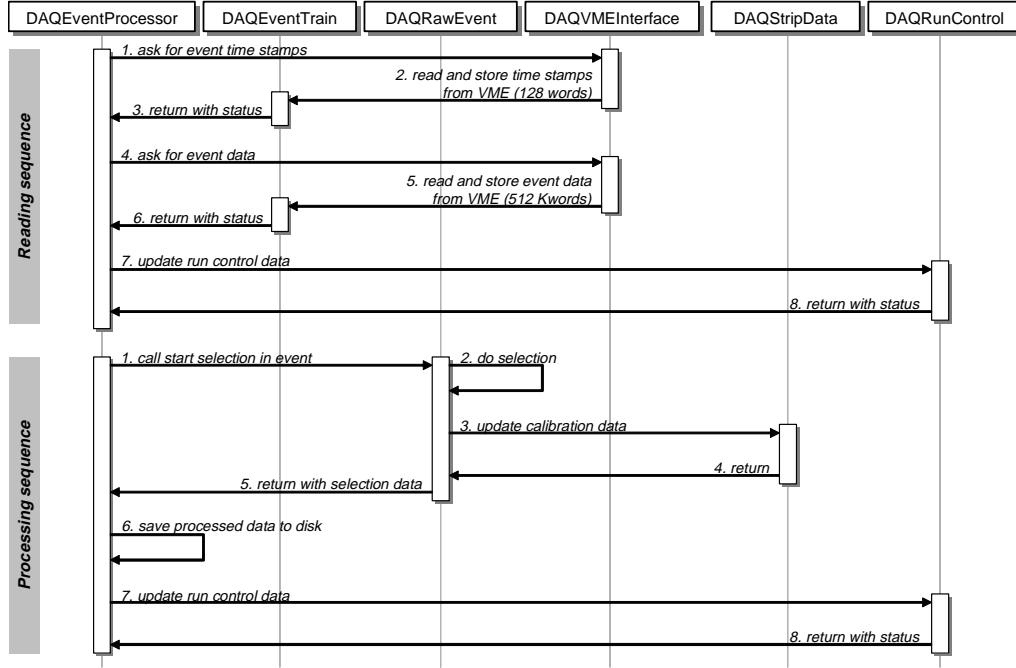 DAQEventProcessor
DAQEventTrain
DAQRawEvent
DAQVMEInterface
DAQStripData
DAQRunControl
Reading sequence
1. ask for event time stamps
2. read and store time stamps
from VME (128 words)
3. return with status
4. ask for event data
5. read and store event data
from VME (512 Kwords)
6. return with status
7. update run control data
8. return with status
Processing sequence
1. call start selection in event
2. do selection
3. update calibration data
4. return
5. return with selection data
6. save processed data to disk
7. update run control data
8. return with status